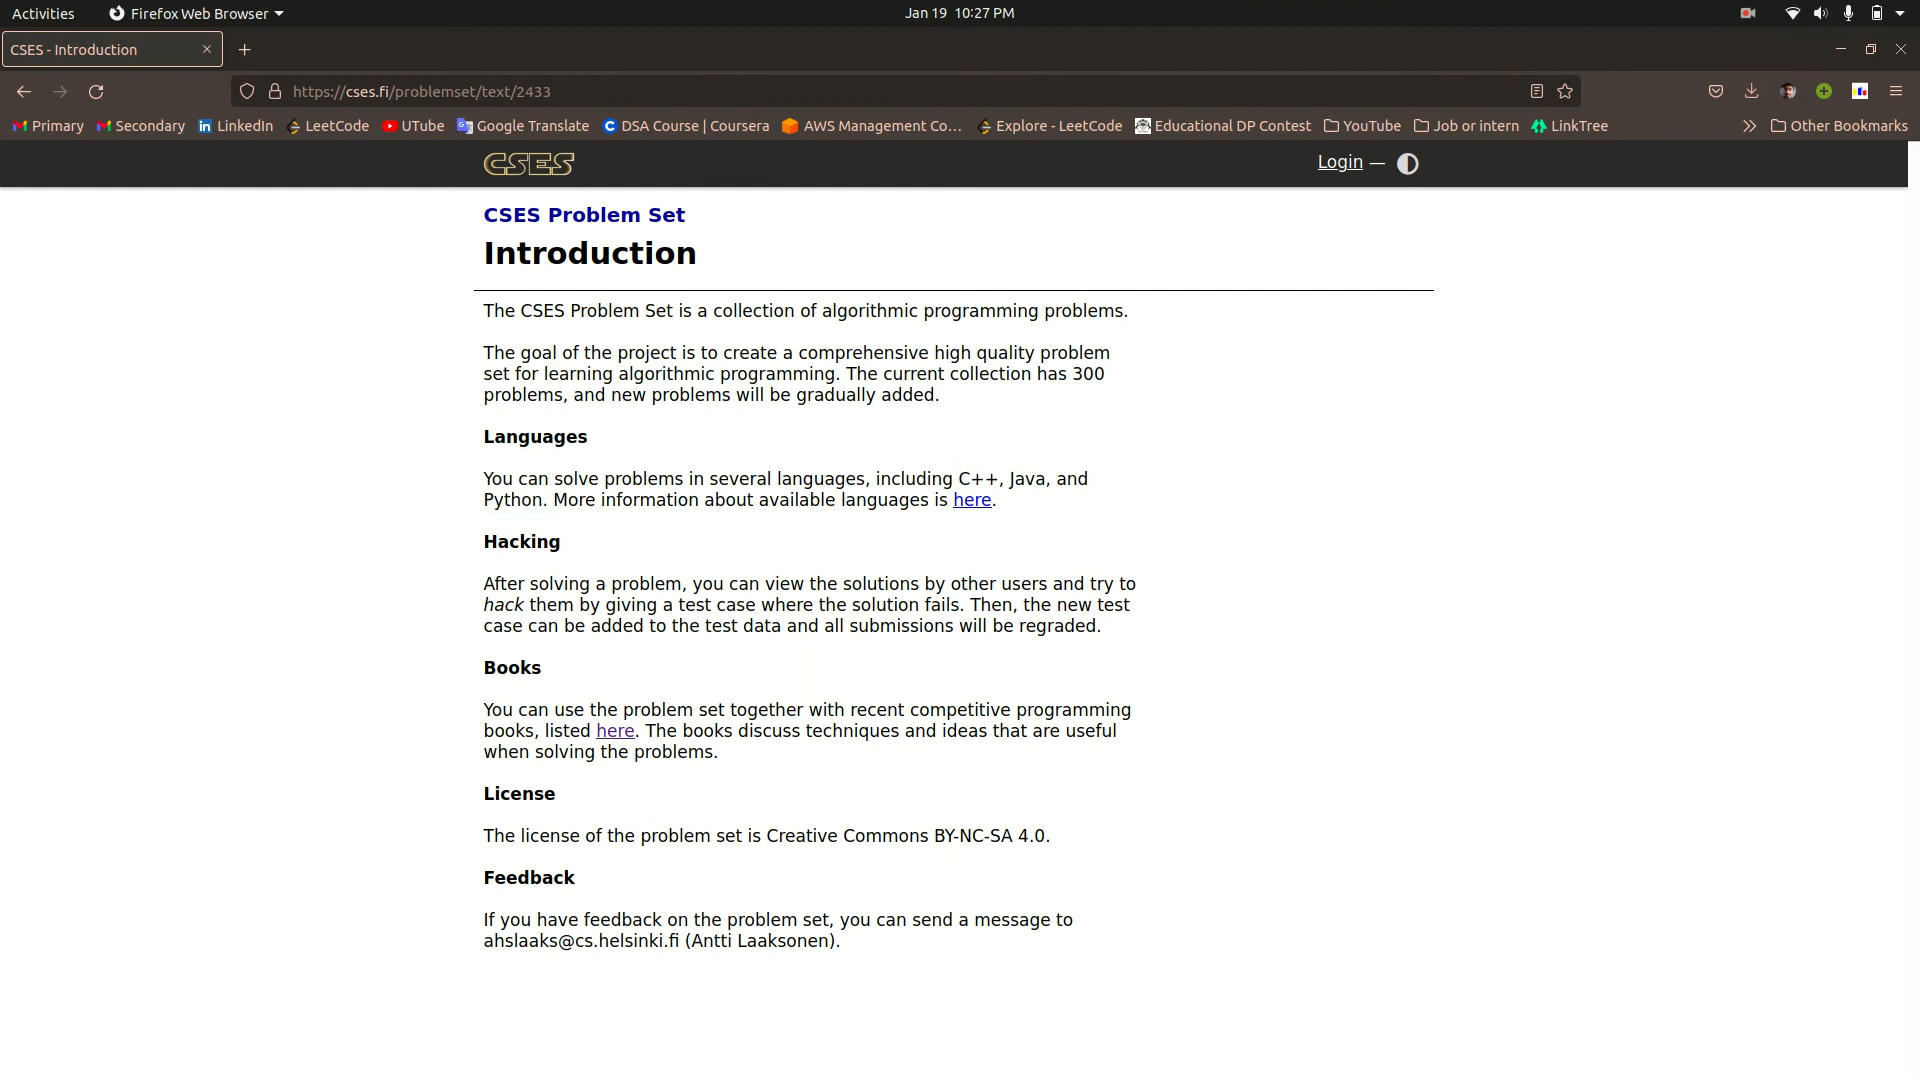 Activities Firefox Web Browser Jan 19 10:27 PM
CSES - Introduction
https://cses.fi/problemset/text/2433
Primary Secondary LinkedIn LeetCode UTube Google Translate DSA Course | Coursera AWS Management Co... Explore - LeetCode Educational DP Contest YouTube Job or intern LinkTree Other Bookmarks
CSES Login —
CSES Problem Set
Introduction
The CSES Problem Set is a collection of algorithmic programming problems.
The goal of the project is to create a comprehensive high quality problem
set for learning algorithmic programming. The current collection has 300
problems, and new problems will be gradually added.
Languages
You can solve problems in several languages, including C++, Java, and
Python. More information about available languages is here.
Hacking
After solving a problem, you can view the solutions by other users and try to
hack them by giving a test case where the solution fails. Then, the new test
case can be added to the test data and all submissions will be regraded.
Books
You can use the problem set together with recent competitive programming
books, listed here. The books discuss techniques and ideas that are useful
when solving the problems.
License
The license of the problem set is Creative Commons BY-NC-SA 4.0.
Feedback
If you have feedback on the problem set, you can send a message to
ahslaaks@cs.helsinki.fi (Antti Laaksonen).